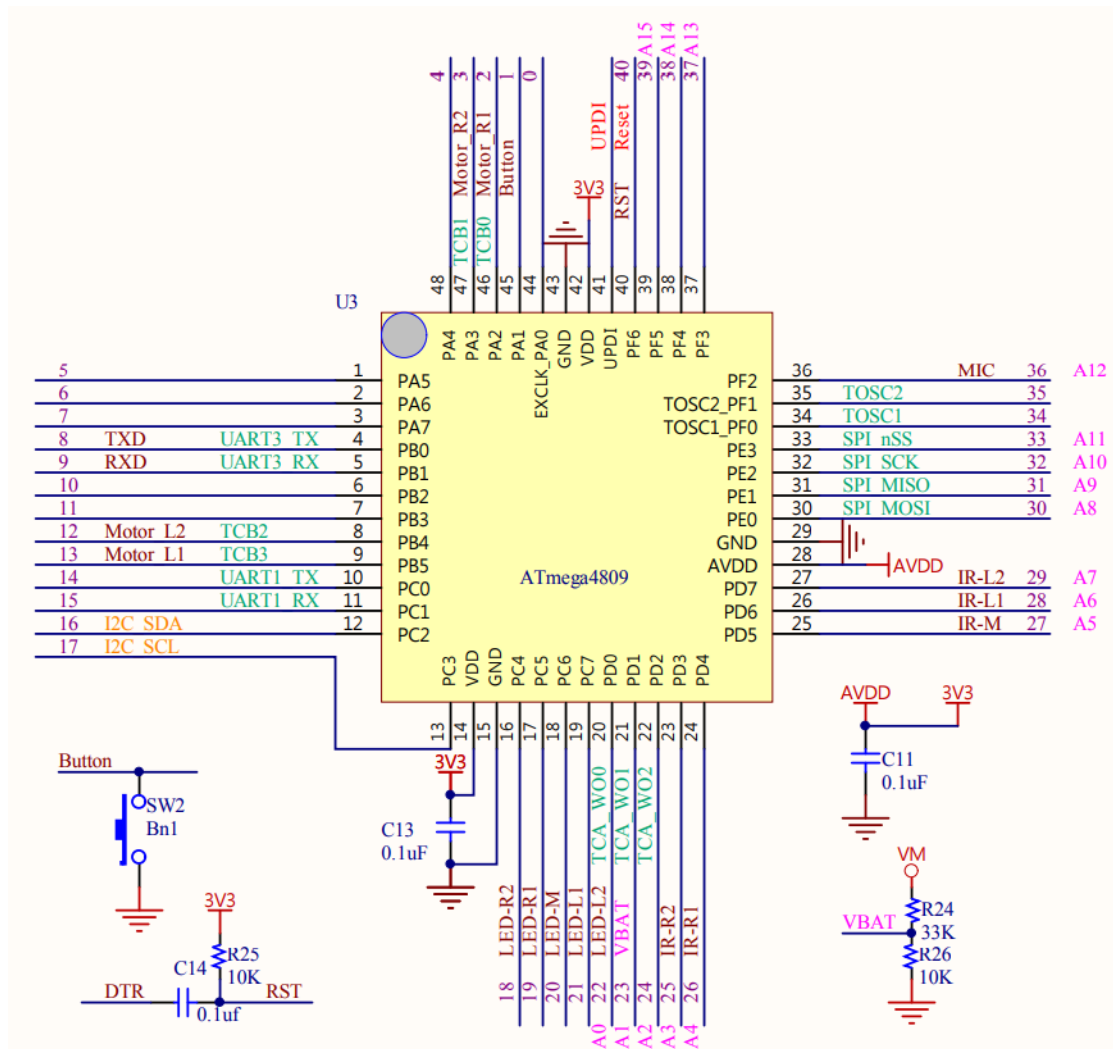 4
3
2
1
0
40
39 A15
38 A14
37 A13
Motor_R2
Motor_R1
Button
UPDI
Reset
TCB1
TCB0
3V3
RST
48
47
46
45
44
43
42
41
40
39
38
37
U3
PA4
PA3
PA2
PA1
EXCLK_PA0
GND
VDD
UPDI
PF6
PF5
PF4
PF3
5 1 PA5
6 2 PA6
7 3 PA7
8 TXD UART3_TX 4 PB0
9 RXD UART3_RX 5 PB1
10 6 PB2
11 7 PB3
12 Motor_L2 TCB2 8 PB4
13 Motor_L1 TCB3 9 PB5
14 UART1_TX 10 PC0
15 UART1_RX 11 PC1
16 I2C_SDA 12 PC2
17 I2C_SCL
ATmega4809
PF2 36 MIC 36 A12
TOSC2_PF1 35 TOSC2 35
TOSC1_PF0 34 TOSC1 34
PE3 33 SPI_nSS 33 A11
PE2 32 SPI_SCK 32 A10
PE1 31 SPI_MISO 31 A9
PE0 30 SPI_MOSI 30 A8
GND 29
AVDD 28 AVDD
PD7 27 IR-L2 29 A7
PD6 26 IR-L1 28 A6
PD5 25 IR-M 27 A5
PC3
VDD
GND
PC4
PC5
PC6
PC7
PD0
PD1
PD2
PD3
PD4
13
14
15
16
17
18
19
20
21
22
23
24
3V3
C13
0.1uF
TCA_WO0
TCA_WO1
TCA_WO2
LED-R2
LED-R1
LED-M
LED-L1
LED-L2
VBAT
IR-R2
IR-R1
18
19
20
21
22
23
24
25
26
A0
A1
A2
A3
A4
Button
SW2
Bn1
3V3
R25
10K
C14
DTR
RST
0.1uf
AVDD
3V3
C11
0.1uF
VM
R24
33K
VBAT
R26
10K